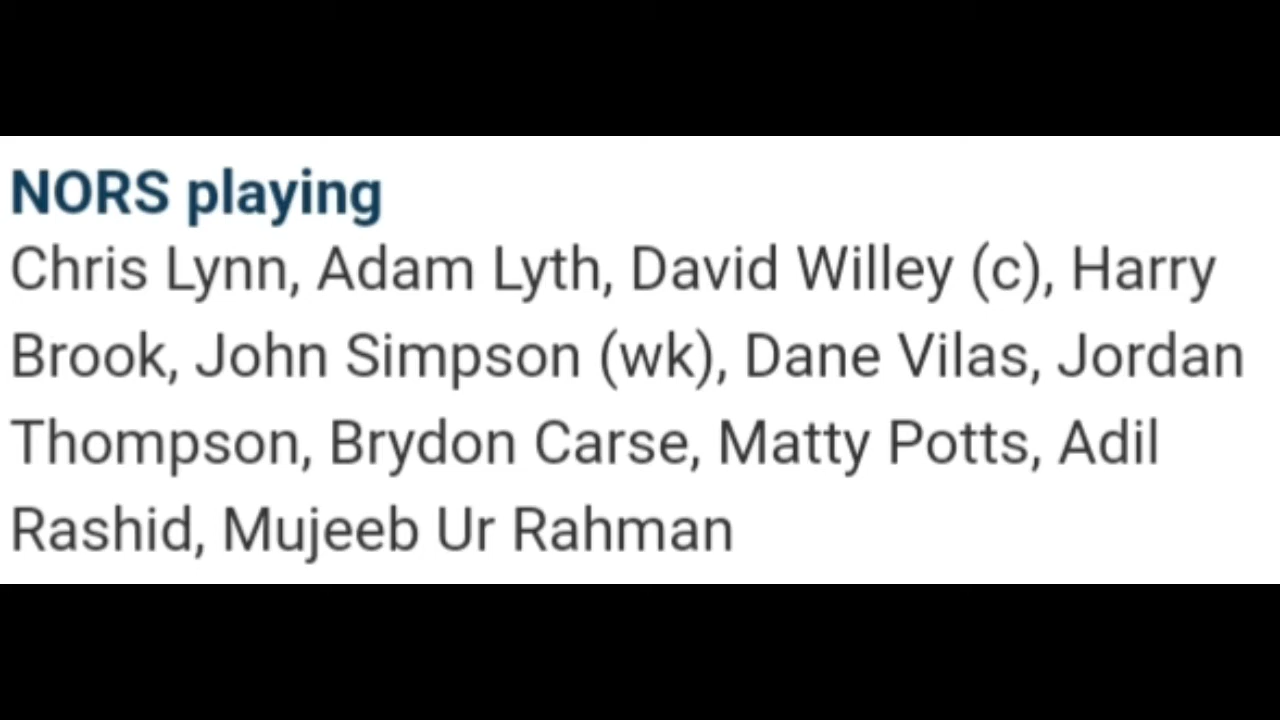 NORS playing
Chris Lynn, Adam Lyth, David Willey (c), Harry
Brook, John Simpson (wk), Dane Vilas, Jordan
Thompson, Brydon Carse, Matty Potts, Adil
Rashid, Mujeeb Ur Rahman